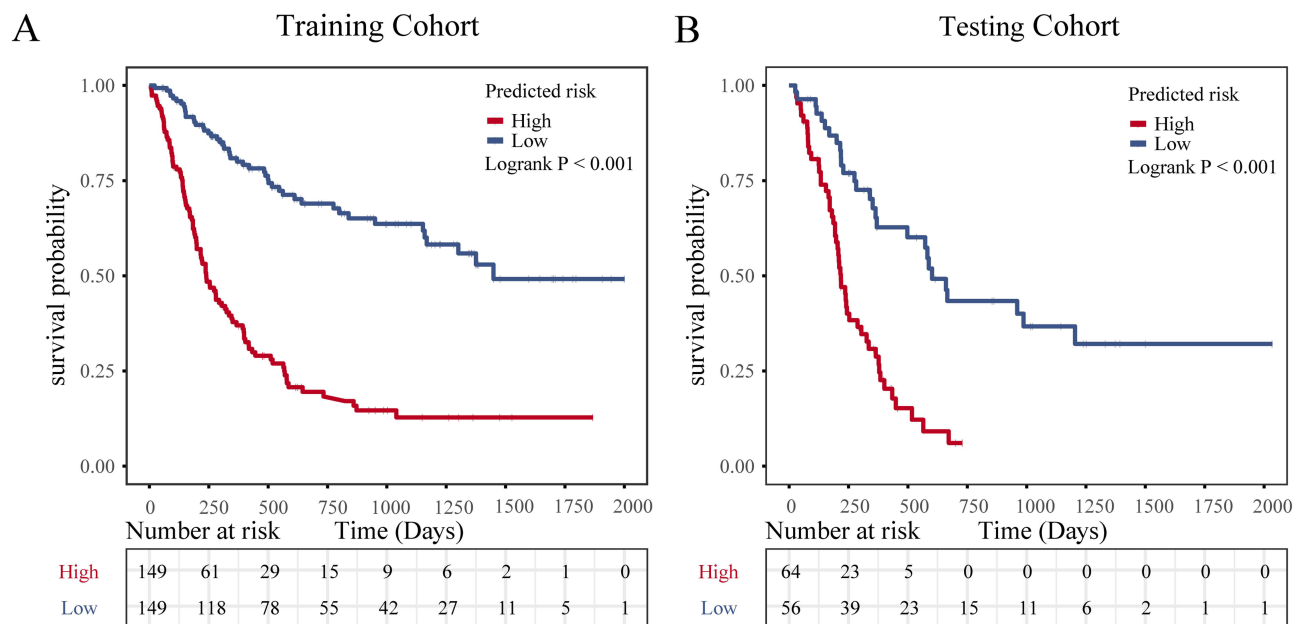 A
Training Cohort
1.00
0.75
0.50
0.25
0.00
survival probability
Predicted risk
High
Low
Logrank P < 0.001
0 250 500 750 1000 1250 1500 1750 2000
Number at risk Time (Days)
High 149 61 29 15 9 6 2 1 0
Low 149 118 78 55 42 27 11 5 1
B
Testing Cohort
1.00
0.75
0.50
0.25
0.00
survival probability
Predicted risk
High
Low
Logrank P < 0.001
0 250 500 750 1000 1250 1500 1750 2000
Number at risk Time (Days)
High 64 23 5 0 0 0 0 0 0
Low 56 39 23 15 11 6 2 1 1